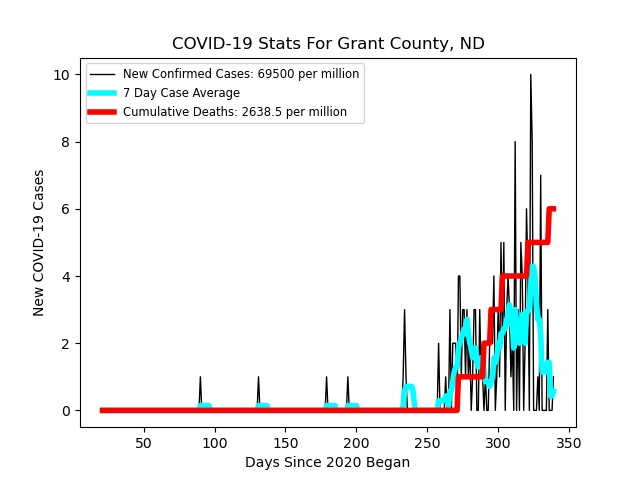 COVID-19 Stats For Grant County, ND
New Confirmed Cases: 69500 per million
7 Day Case Average
Cumulative Deaths: 2638.5 per million
New COVID-19 Cases
10
8
6
4
2
0
50 100 150 200 250 300 350
Days Since 2020 Began